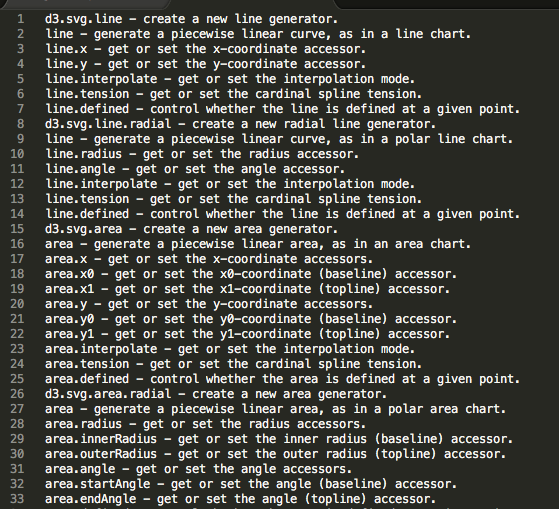 1 d3.svg.line – create a new line generator.
2 line – generate a piecewise linear curve, as in a line chart.
3 line.x – get or set the x-coordinate accessor.
4 line.y – get or set the y-coordinate accessor.
5 line.interpolate – get or set the interpolation mode.
6 line.tension – get or set the cardinal spline tension.
7 line.defined – control whether the line is defined at a given point.
8 d3.svg.line.radial – create a new radial line generator.
9 line – generate a piecewise linear curve, as in a polar line chart.
10 line.radius – get or set the radius accessor.
11 line.angle – get or set the angle accessor.
12 line.interpolate – get or set the interpolation mode.
13 line.tension – get or set the cardinal spline tension.
14 line.defined – control whether the line is defined at a given point.
15 d3.svg.area – create a new area generator.
16 area – generate a piecewise linear area, as in an area chart.
17 area.x – get or set the x-coordinate accessors.
18 area.x0 – get or set the x0-coordinate (baseline) accessor.
19 area.x1 – get or set the x1-coordinate (topline) accessor.
20 area.y – get or set the y-coordinate accessors.
21 area.y0 – get or set the y0-coordinate (baseline) accessor.
22 area.y1 – get or set the y1-coordinate (topline) accessor.
23 area.interpolate – get or set the interpolation mode.
24 area.tension – get or set the cardinal spline tension.
25 area.defined – control whether the area is defined at a given point.
26 d3.svg.area.radial – create a new area generator.
27 area – generate a piecewise linear area, as in a polar area chart.
28 area.radius – get or set the radius accessors.
29 area.innerRadius – get or set the inner radius (baseline) accessor.
30 area.outerRadius – get or set the outer radius (topline) accessor.
31 area.angle – get or set the angle accessors.
32 area.startAngle – get or set the angle (baseline) accessor.
33 area.endAngle – get or set the angle (topline) accessor.